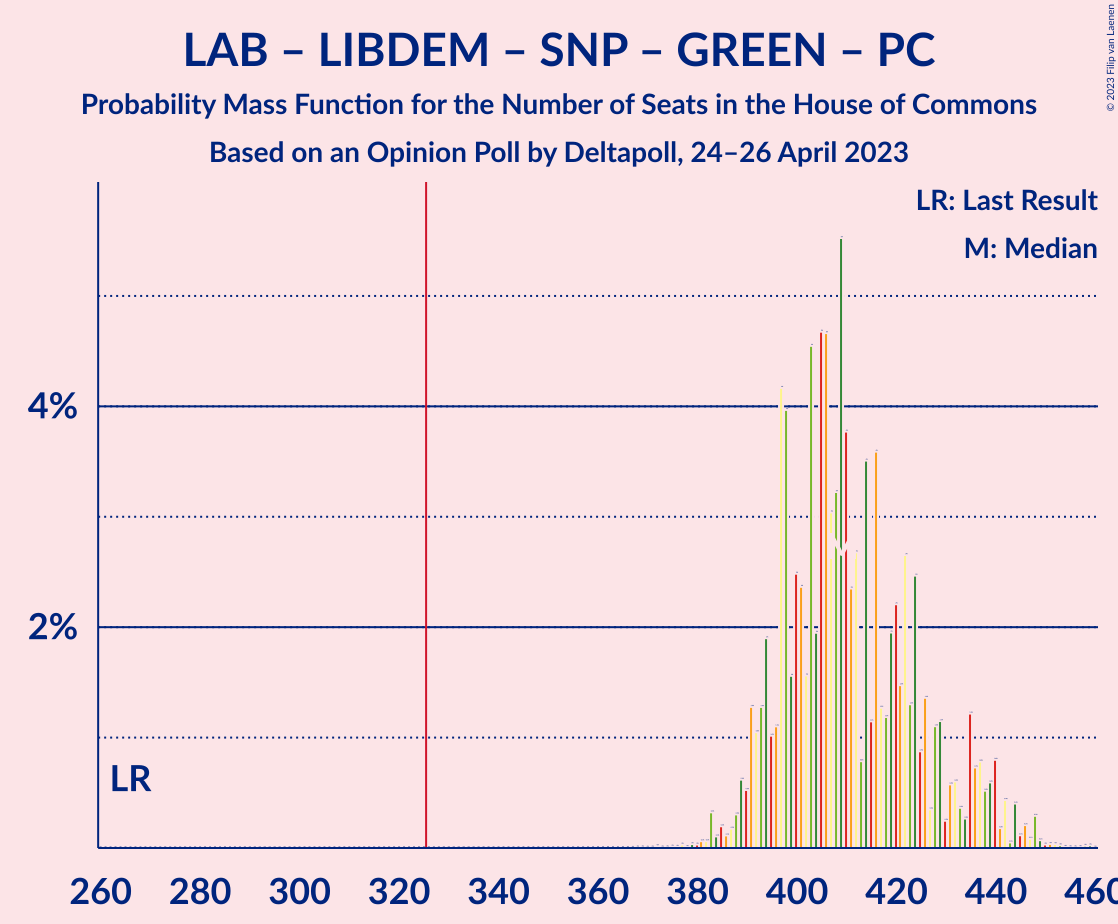 LAB – LIBDEM – SNP – GREEN – PC
Probability Mass Function for the Number of Seats in the House of Commons
Based on an Opinion Poll by Deltapoll, 24–26 April 2023
© 2023 Filip van Laenen
LR: Last Result
M: Median
4%
2%
LR
M
260 280 300 320 340 360 380 400 420 440 460